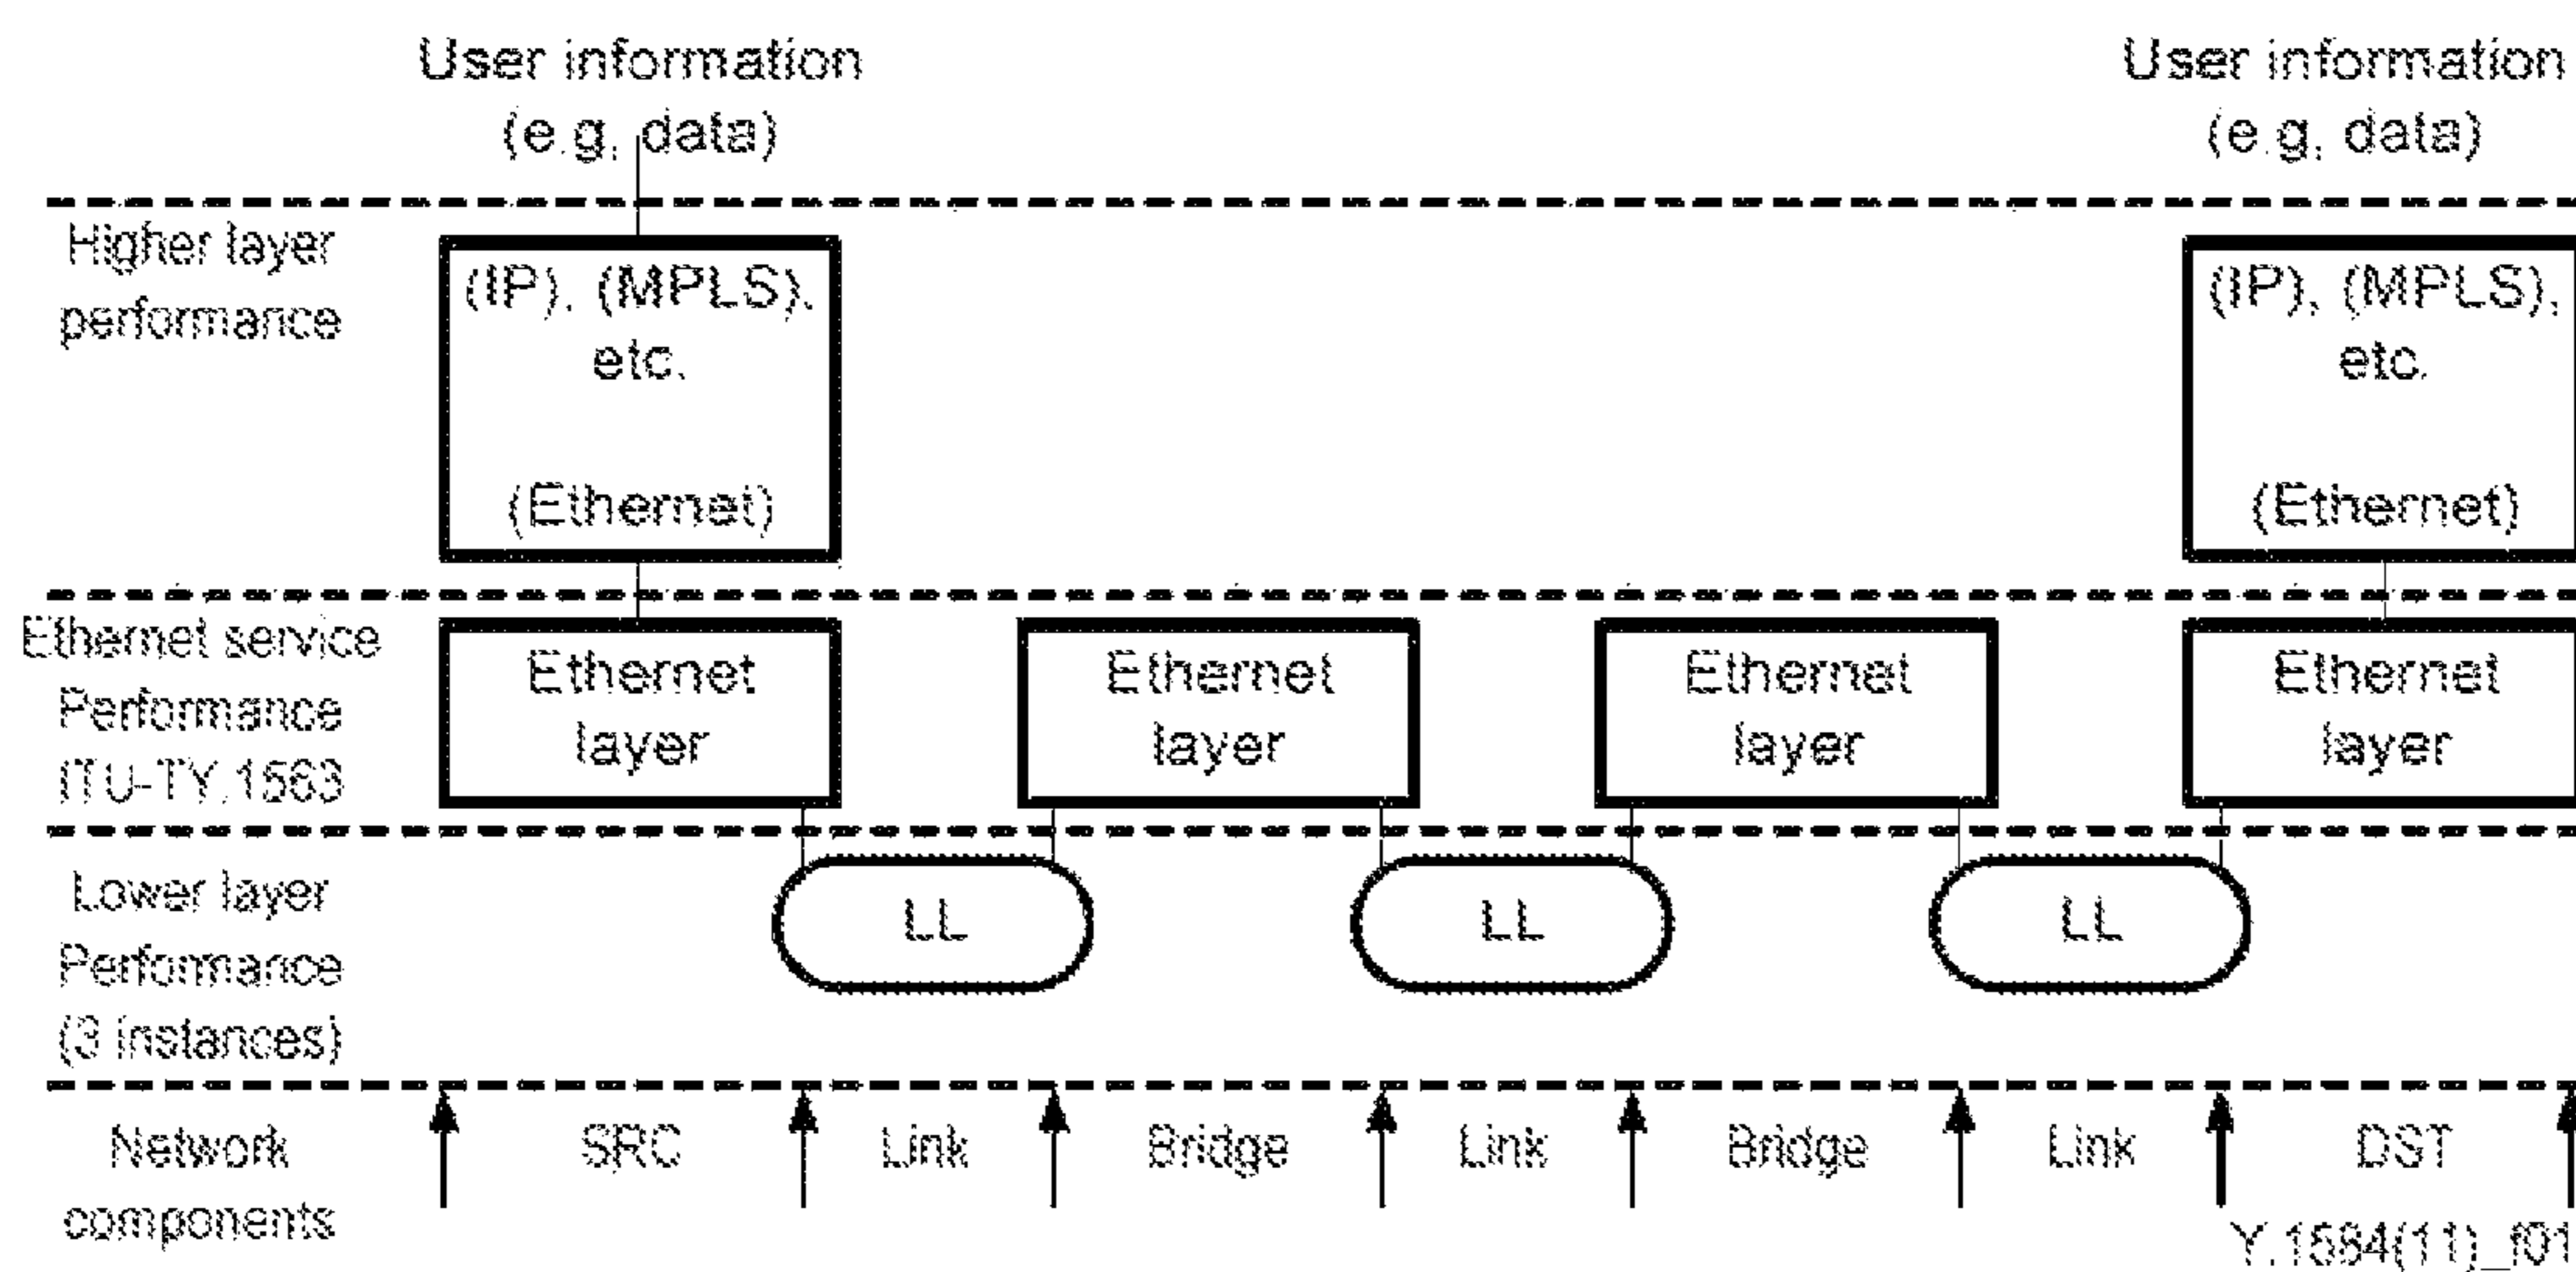 User information
(e.g, data)
User information
(e.g, data)
Higher layer
performance
(IP), (MPLS),
etc.
(Ethernet)
(IP), (MPLS),
etc.
(Ethernet)
Ethernet service
Performance
ITU-TY.1563
Ethernet
layer
Ethernet
layer
Ethernet
layer
Ethernet
layer
Lower layer
Performance
(3 instances)
LL
LL
LL
Network
components
SRC
Link
Bridge
Link
Bridge
Link
DST
Y.1564(11)_f01